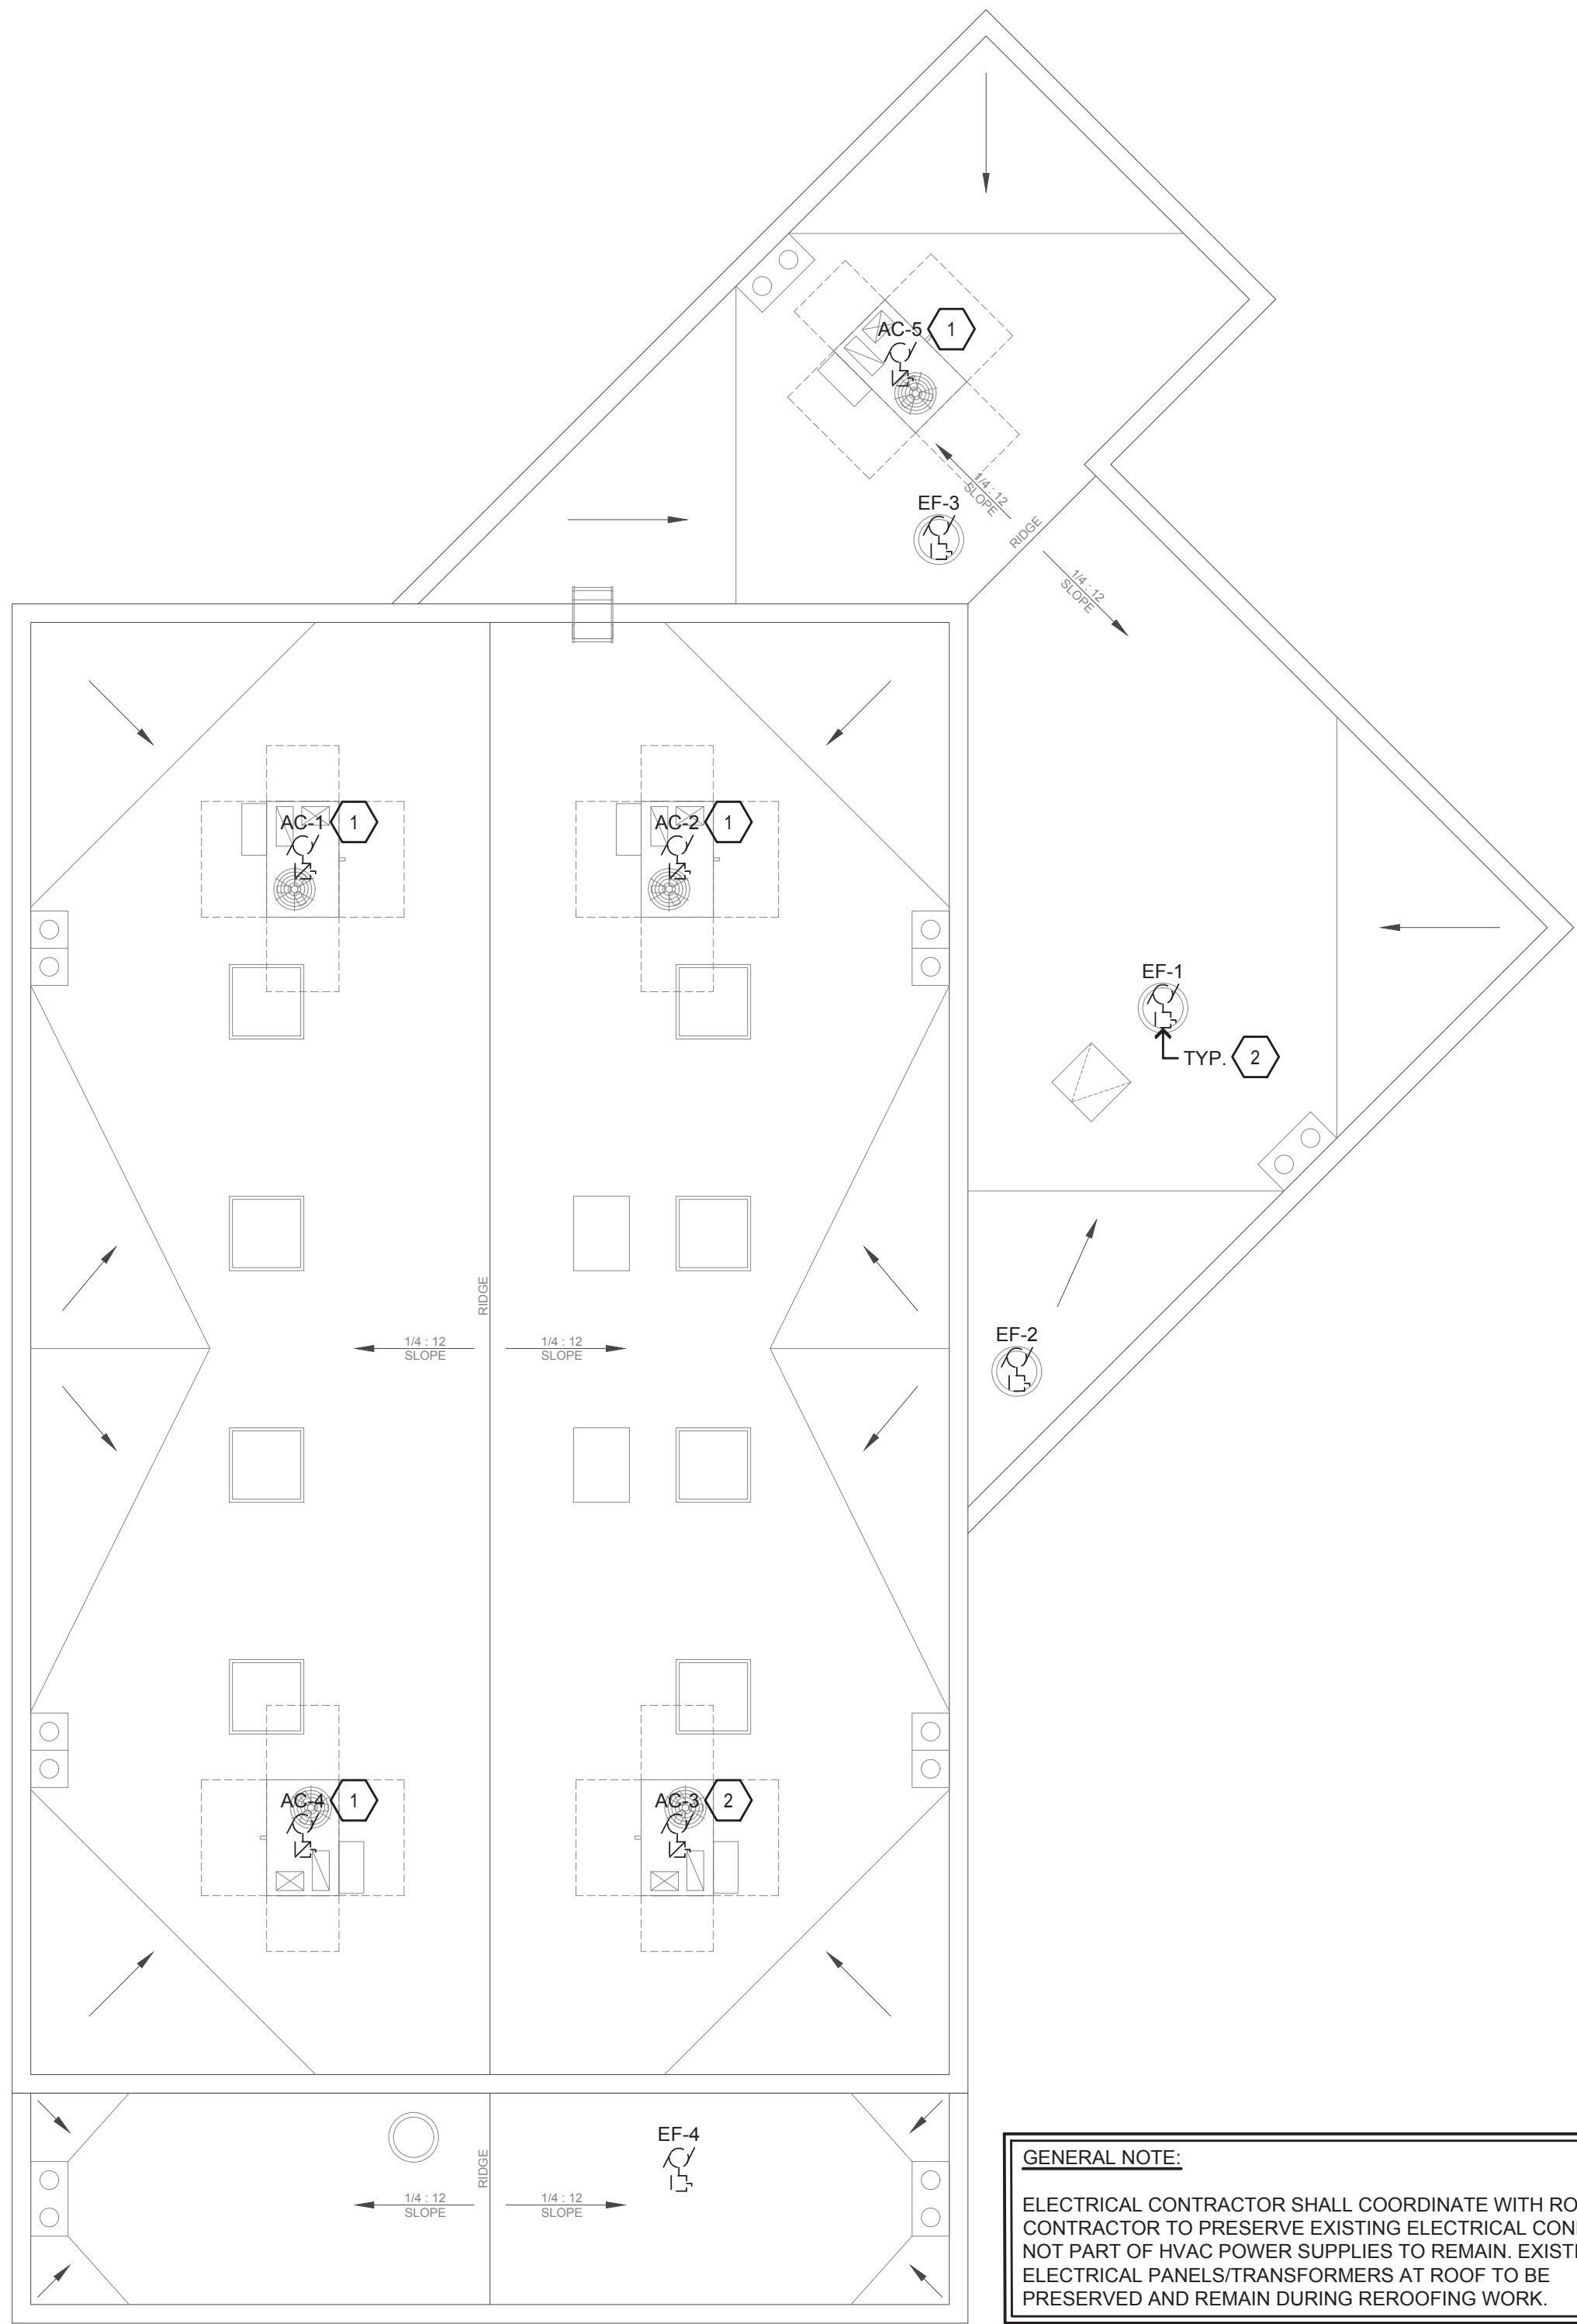 AC-5 1
EF-3
1/4 : 12
SLOPE
RIDGE
1/4 : 12
SLOPE
AC-1 1
AC-2 1
EF-1
TYP. 2
RIDGE
1/4 : 12
SLOPE
1/4 : 12
SLOPE
EF-2
AC-4 1
AC-3 2
EF-4
RIDGE
1/4 : 12
SLOPE
1/4 : 12
SLOPE
GENERAL NOTE:
ELECTRICAL CONTRACTOR SHALL COORDINATE WITH RO
CONTRACTOR TO PRESERVE EXISTING ELECTRICAL CON
NOT PART OF HVAC POWER SUPPLIES TO REMAIN. EXISTI
ELECTRICAL PANELS/TRANSFORMERS AT ROOF TO BE
PRESERVED AND REMAIN DURING REROOFING WORK.